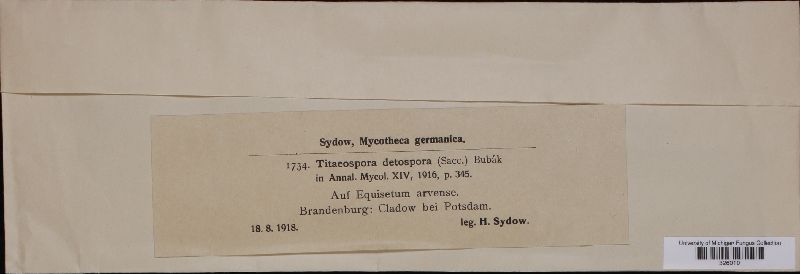 Sydow, Mycotheca germanica.
1734. Titaeospora detospora (Sacc.) Bubák
in Annal. Mycol. XIV, 1916, p. 345.
Auf Equisetum arvense.
Brandenburg: Cladow bei Potsdam.
18. 8. 1918. leg. H. Sydow.
University of Michigan Fungus Collection
326010